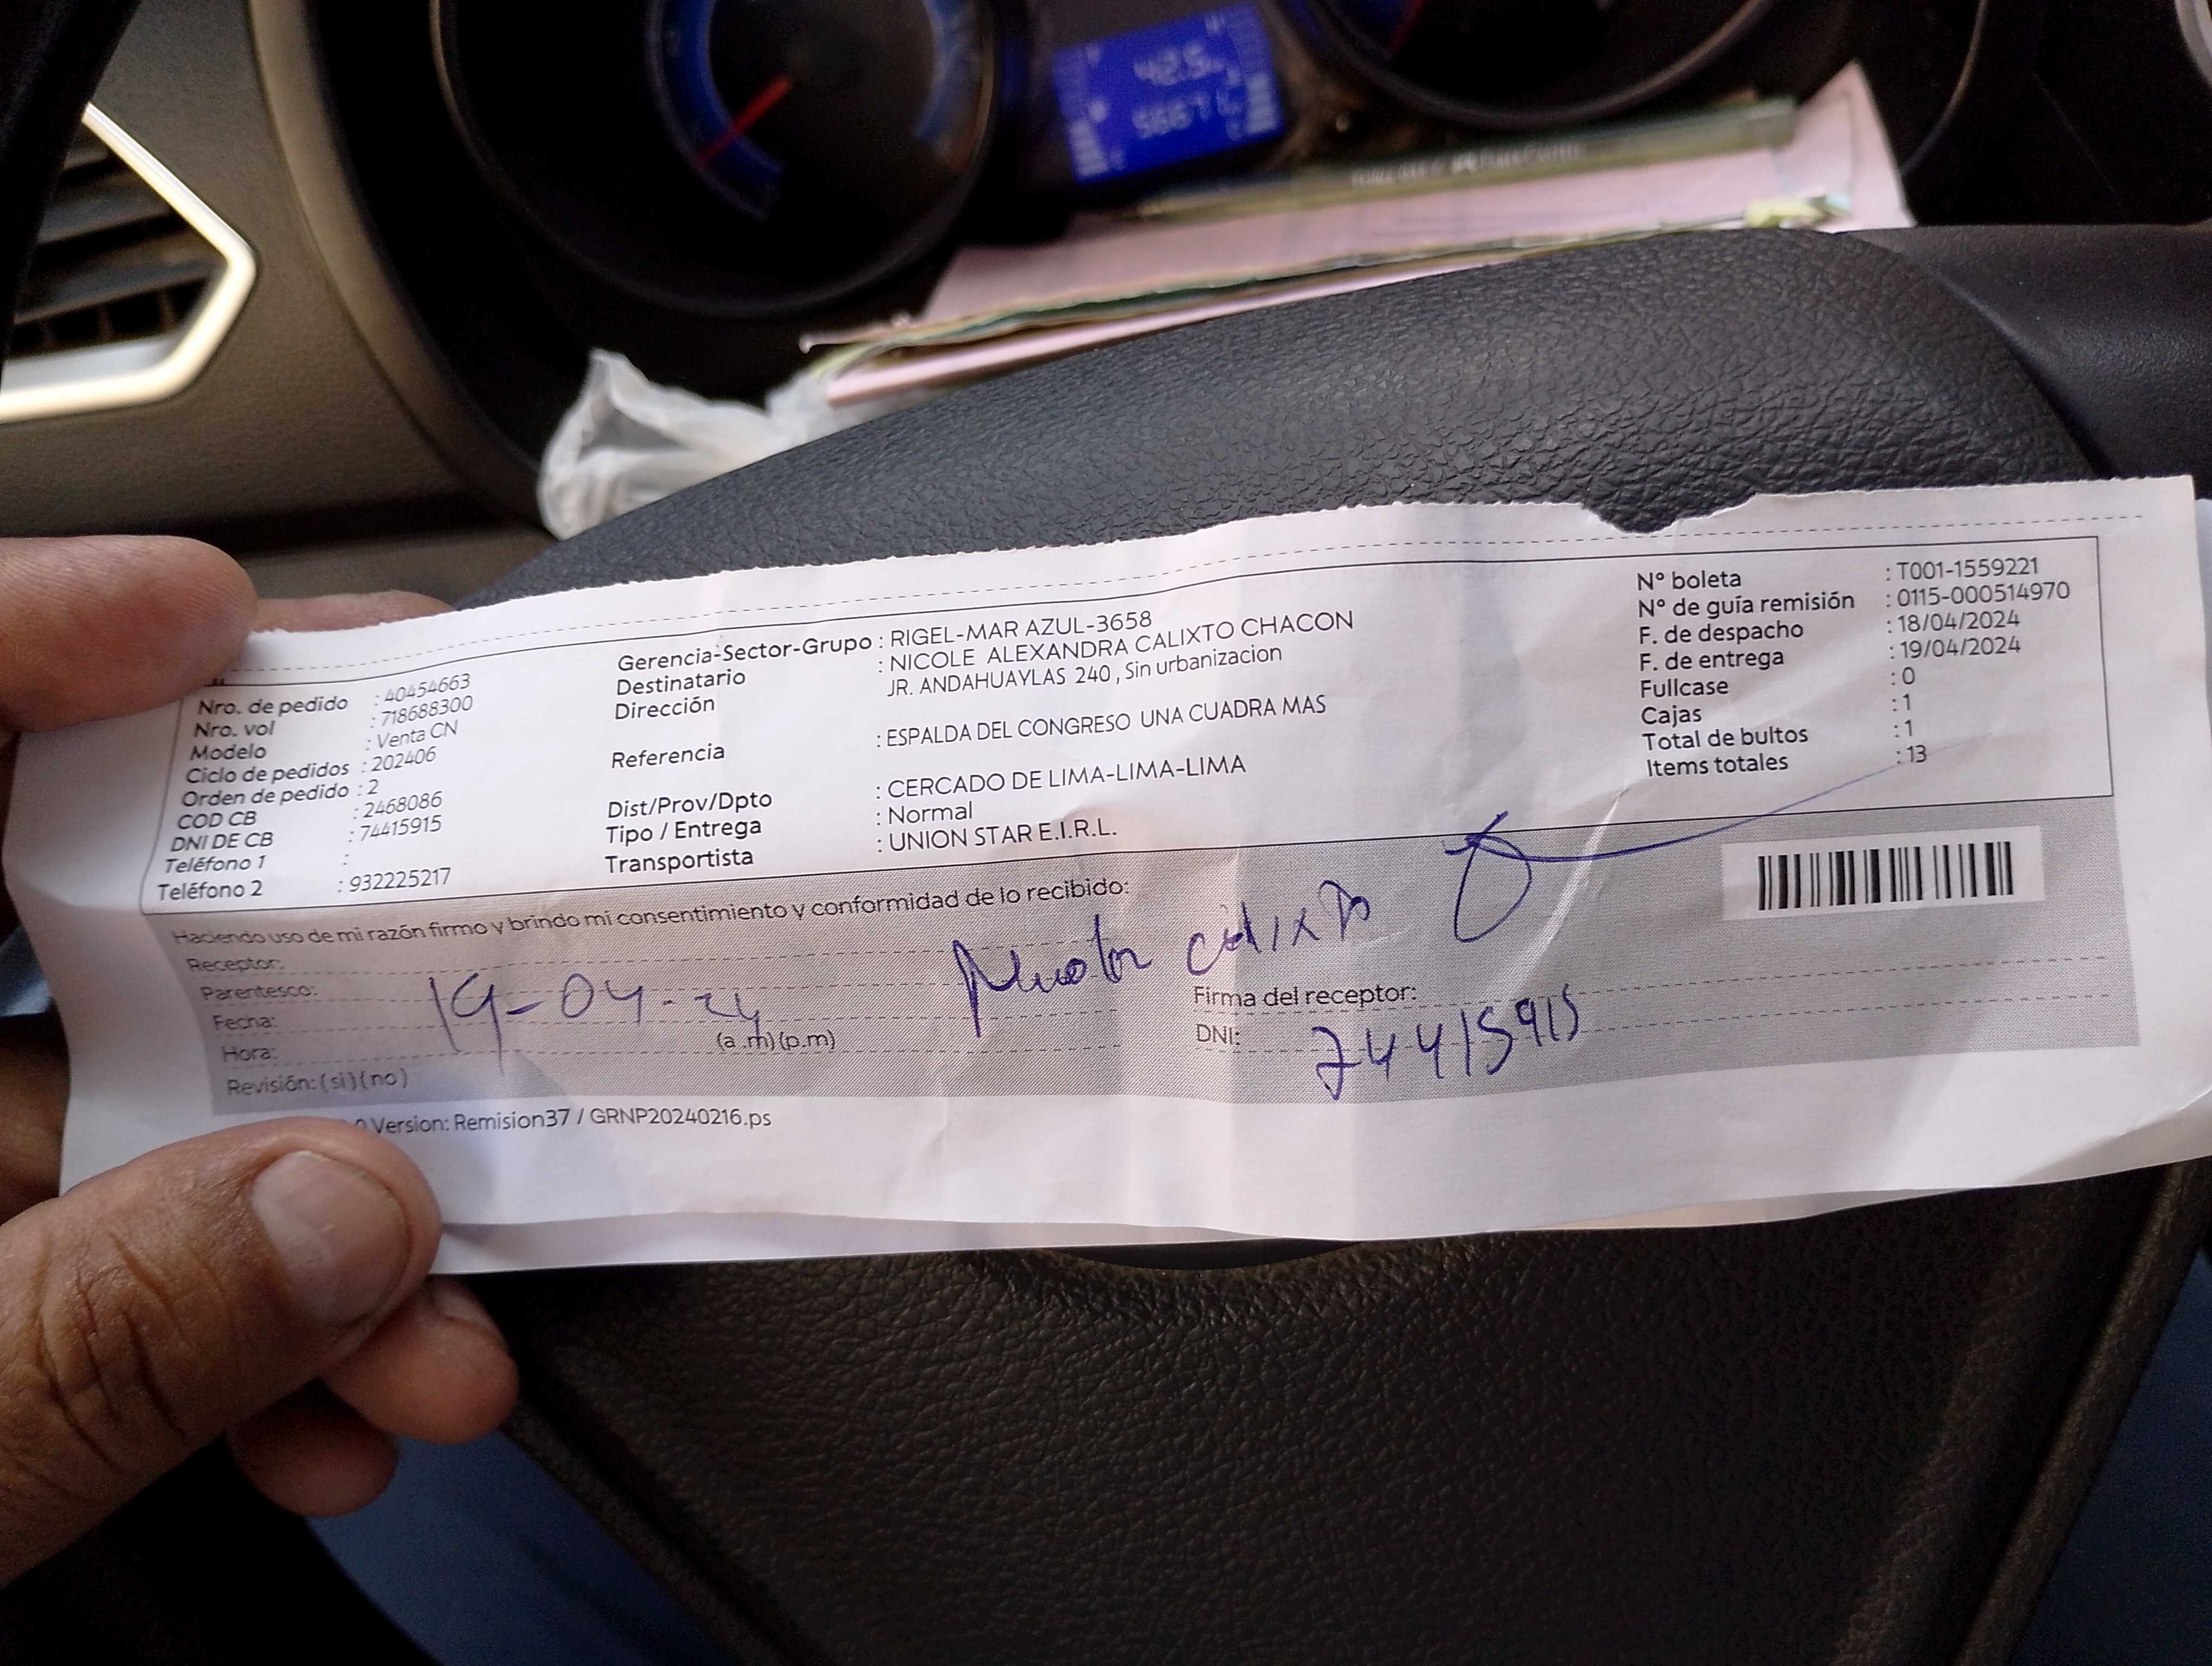 Nro. de pedido : 40454663
Nro. vol : 718688300
Modelo : Venta CN
Ciclo de pedidos : 202406
Orden de pedido : 2
COD CB : 2468086
DNI DE CB : 74415915
Teléfono 1 :
Teléfono 2 : 932225217
Gerencia-Sector-Grupo : RIGEL-MAR AZUL-3658
Destinatario : NICOLE ALEXANDRA CALIXTO CHACON
Dirección JR. ANDAHUAYLAS 240 , Sin urbanizacion
Referencia : ESPALDA DEL CONGRESO UNA CUADRA MAS
Dist/Prov/Dpto : CERCADO DE LIMA-LIMA-LIMA
Tipo / Entrega : Normal
Transportista : UNION STAR E.I.R.L.
N° boleta : T001-1559221
N° de guía remisión : 0115-000514970
F. de despacho : 18/04/2024
F. de entrega : 19/04/2024
Fullcase : 0
Cajas : 1
Total de bultos : 1
Items totales : 13
Haciendo uso de mi razón firmo y brindo mi consentimiento y conformidad de lo recibido:
Receptor:
calixto
Parentesco:
Fecha: 19-04-24
Hora: (a.m)(p.m)
Revisión: (si)(no)
Firma del receptor:
DNI: 74415915
Version: Remision37 / GRNP20240216.ps